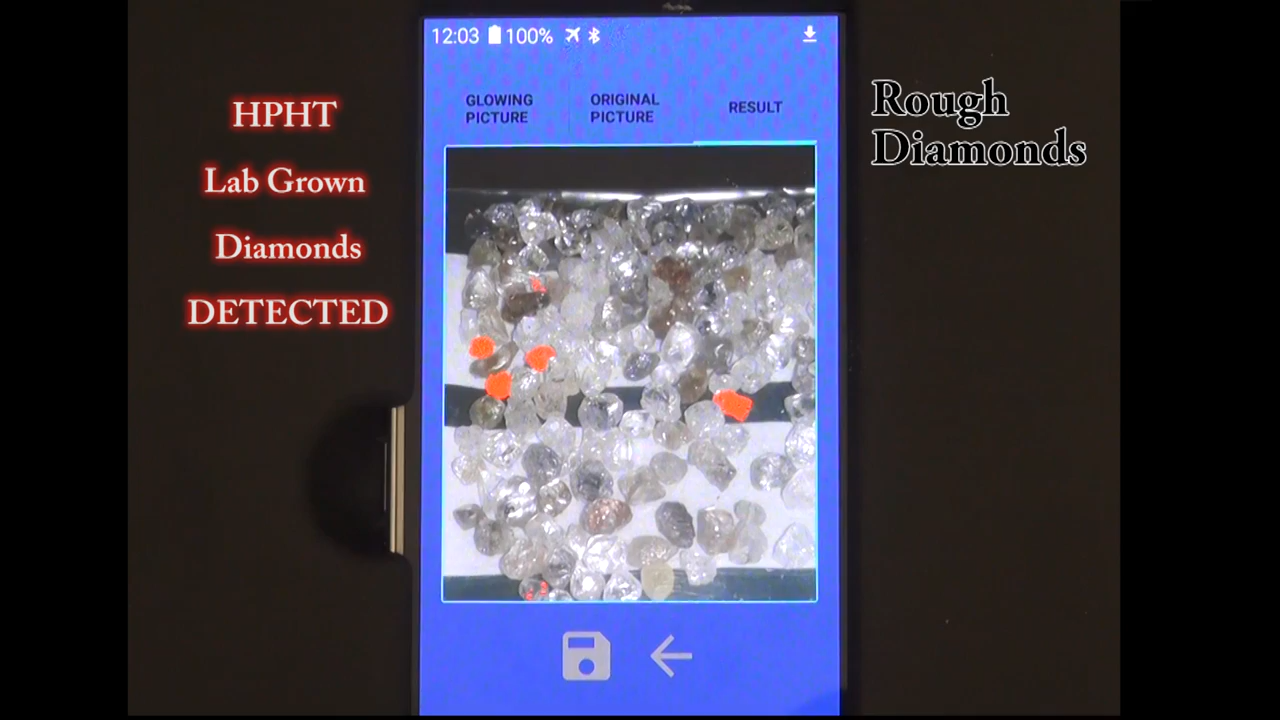 HPHT
Lab Grown
Diamonds
DETECTED
12:03 100%
GLOWING PICTURE
ORIGINAL PICTURE
RESULT
Rough
Diamonds